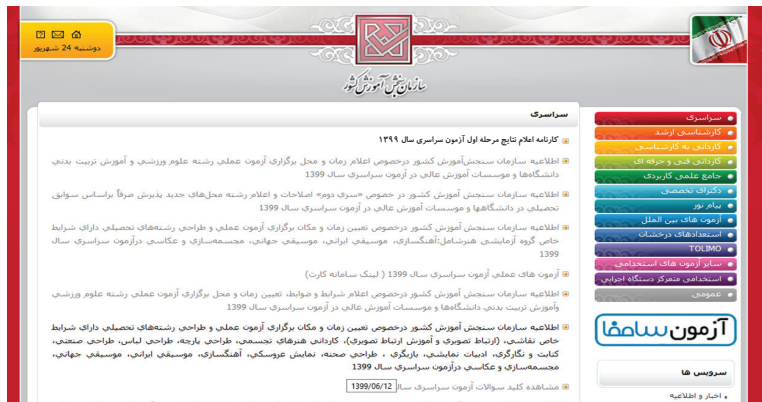 دوشنبه 24 شهریور
سازمان سنجش آموزش کشور
سراسری
کارشناسی ارشد
کاردانی به کارشناسی
کاردانی فنی و حرفه ای
جامع علمی کاربردی
دکترای تخصصی
پیام نور
آزمون های بین الملل
استعدادهای درخشان
TOLIMO
سایر آزمون های استخدامی
استخدامی متمرکز دستگاه اجرایی
عمومی
آزمون سامفا
سرویس ها
اخبار و اطلاعیه
سراسری
کارنامه اعلام نتایج مرحله اول آزمون سراسری سال ۱۳۹۹
اطلاعیه سازمان سنجش‌آموزش کشور درخصوص اعلام زمان و محل برگزاری آزمون عملی رشته علوم ورزشی و آموزش تربیت بدنی
دانشگاه‌ها و موسسات آموزش عالی در آزمون سراسری سال 1399
اطلاعیه سازمان سنجش آموزش کشور در خصوص «سری دوم» اصلاحات و اعلام رشته محل‌های جدید پذیرش صرفاً براساس سوابق
تحصیلی در دانشگاهها و موسسات آموزش عالی در آزمون سراسری سال 1399
اطلاعیه سازمان سنجش آموزش کشور درخصوص تعیین زمان و مکان برگزاری آزمون عملی و طراحی رشته‌های تحصیلی دارای شرایط
خاص گروه آزمایشی هنرشامل:آهنگسازی، موسیقی ایرانی، موسیقی جهانی، مجسمه‌سازی و عکاسی درآزمون سراسری سال
1399
آزمون های عملی آزمون سراسری سال 1399 ( لینک سامانه کارت)
اطلاعیه سازمان سنجش آموزش کشور درخصوص اعلام شرایط و ضوابط، تعیین زمان و محل برگزاری آزمون عملی رشته علوم ورزشی
وآموزش تربیت بدنی دانشگاه‌ها و موسسات آموزش عالی در آزمون سراسری سال 1399
اطلاعیه سازمان سنجش آموزش کشور درخصوص تعیین زمان و مکان برگزاری آزمون عملی و طراحی رشته‌های تحصیلی دارای شرایط
خاص نقاشی، (ارتباط تصویری و آموزش ارتباط تصویری)، کاردانی هنرهای تجسمی، طراحی پارچه، طراحی لباس، طراحی صنعتی،
کتابت و نگارگری، ادبیات نمایشی، بازیگری ، طراحی صحنه، نمایش عروسکی، آهنگسازی، موسیقی ایرانی، موسیقی جهانی،
مجسمه‌سازی و عکاسی درآزمون سراسری سال 1399
مشاهده کلید سوالات آزمون سراسری سال 1399/06/12